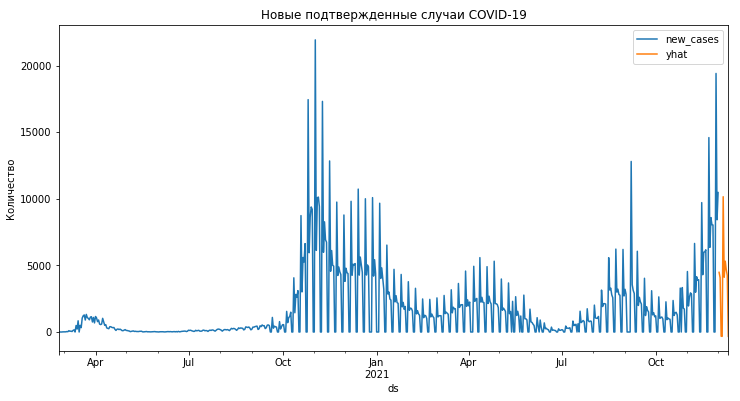 Новые подтвержденные случаи COVID-19
new_cases
yhat
Количество
20000
15000
10000
5000
0
Apr
Jul
Oct
Jan
2021
Apr
Jul
Oct
ds